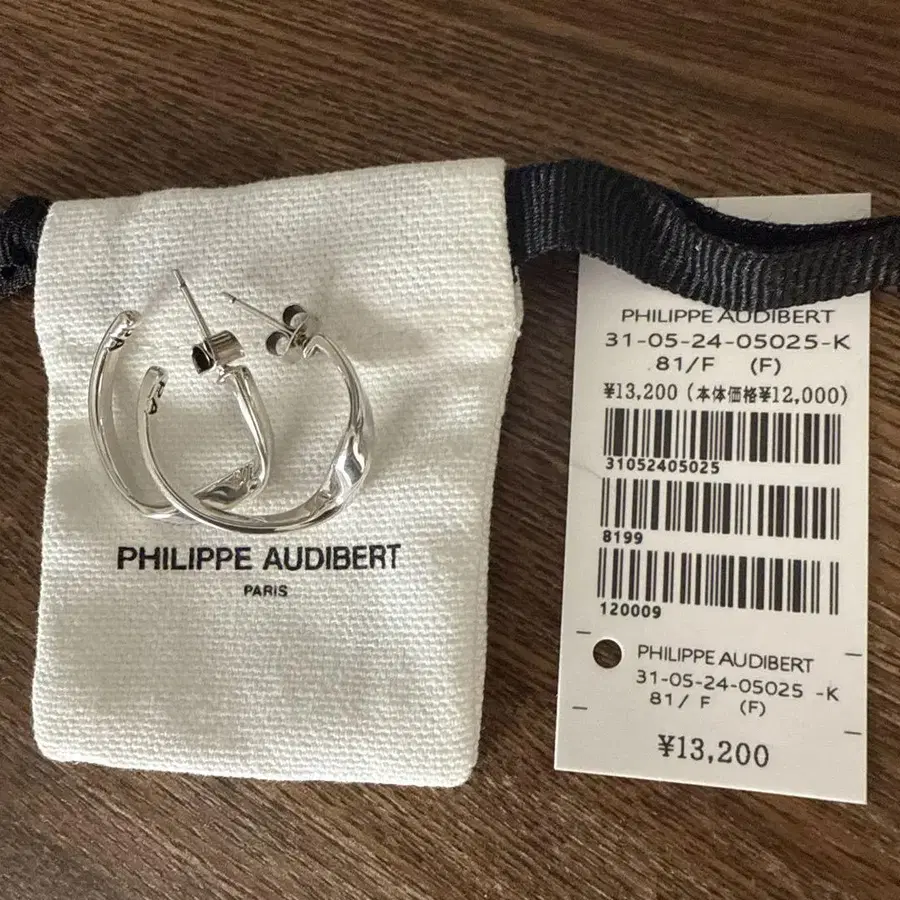 PHILIPPE AUDIBERT
PARIS
PHILIPPE AUDIBERT
31-05-24-05025-K
81/F (F)
¥13,200 (本体価格¥12,000)
31052405025
8199
120009
PHILIPPE AUDIBERT
31-05-24-05025 -K
81/ F (F)
¥13,200